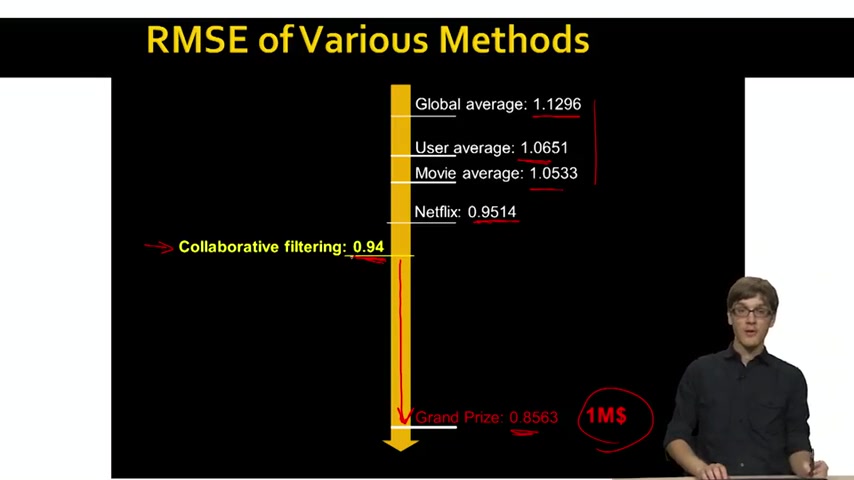 RMSE of Various Methods
Global average: 1.1296
User average: 1.0651
Movie average: 1.0533
Netflix: 0.9514
Collaborative filtering: 0.94
Grand Prize: 0.8563
1M$